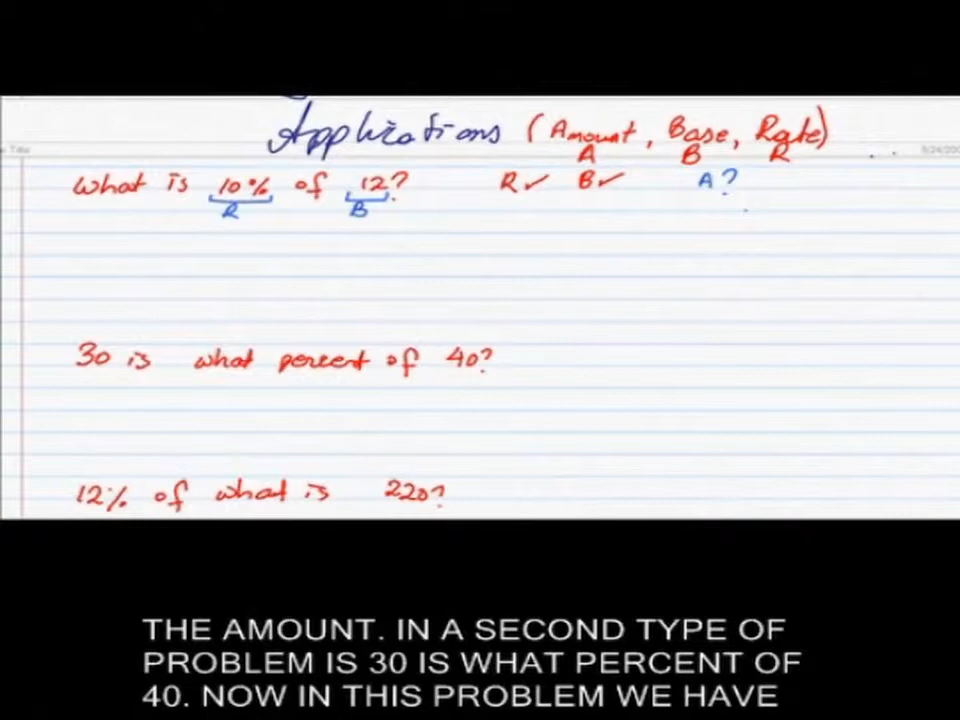 Applications (Amount, Base, Rate)
A B R
What is 10% of 12? R✓ B✓ A?
R B
30 is what percent of 40?
12% of what is 220?
THE AMOUNT. IN A SECOND TYPE OF
PROBLEM IS 30 IS WHAT PERCENT OF
40. NOW IN THIS PROBLEM WE HAVE